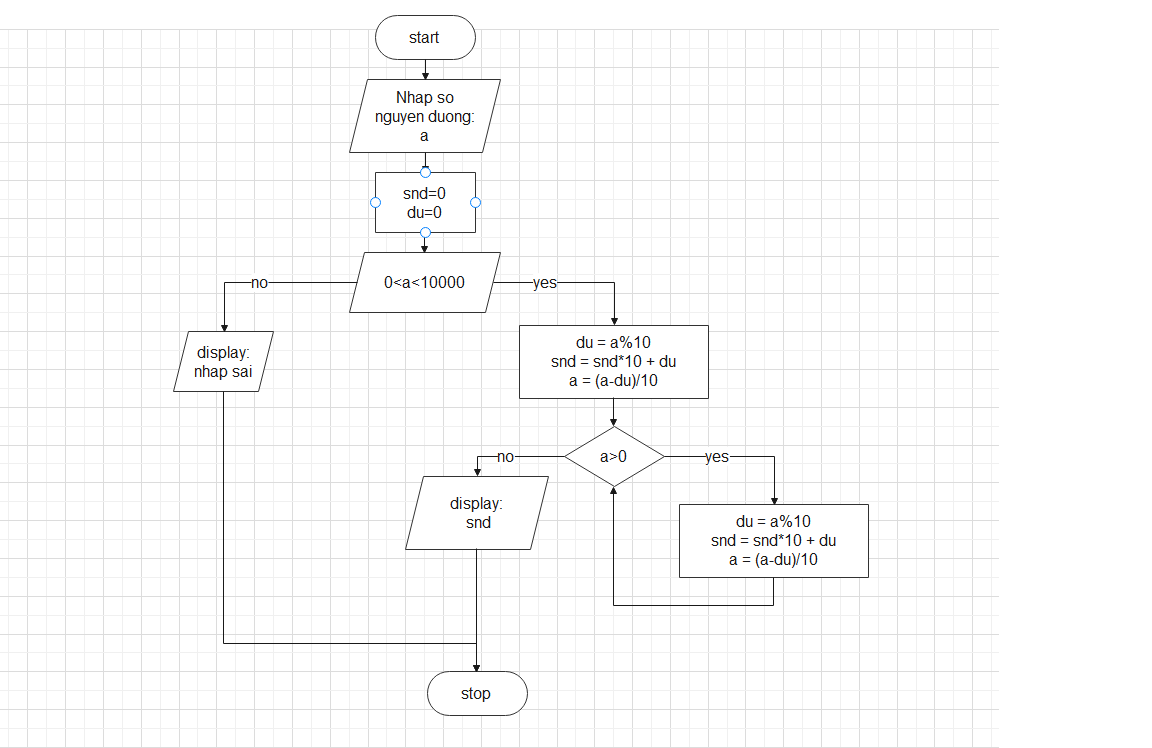 start
Nhap so
nguyen duong:
a
snd=0
du=0
0<a<10000
no
yes
display:
nhap sai
du = a%10
snd = snd*10 + du
a = (a-du)/10
a>0
no
yes
display:
snd
du = a%10
snd = snd*10 + du
a = (a-du)/10
stop